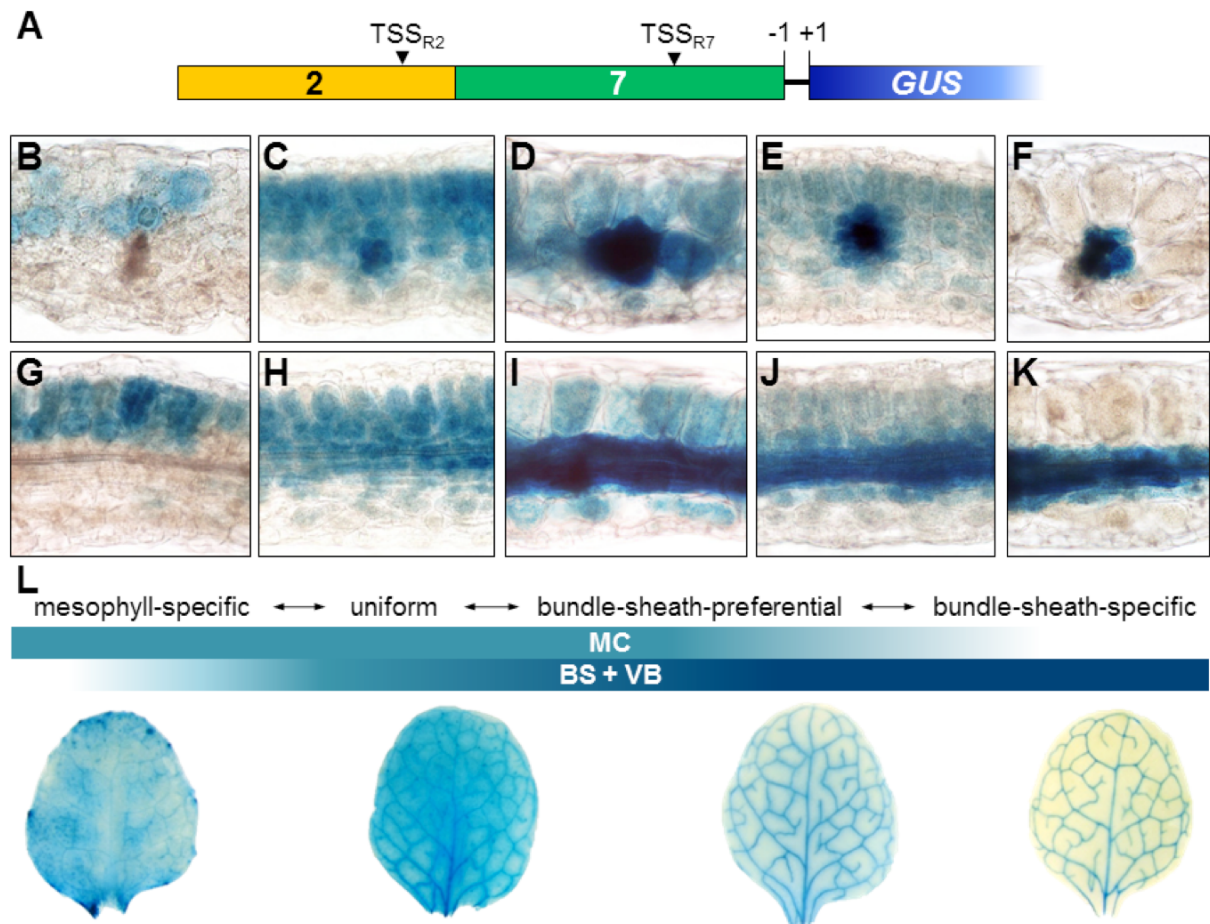 A
TSSR2 TSSR7 -1 +1
2 7 GUS
B C D E F
G H I J K
L
mesophyll-specific uniform bundle-sheath-preferential bundle-sheath-specific
MC
BS + VB